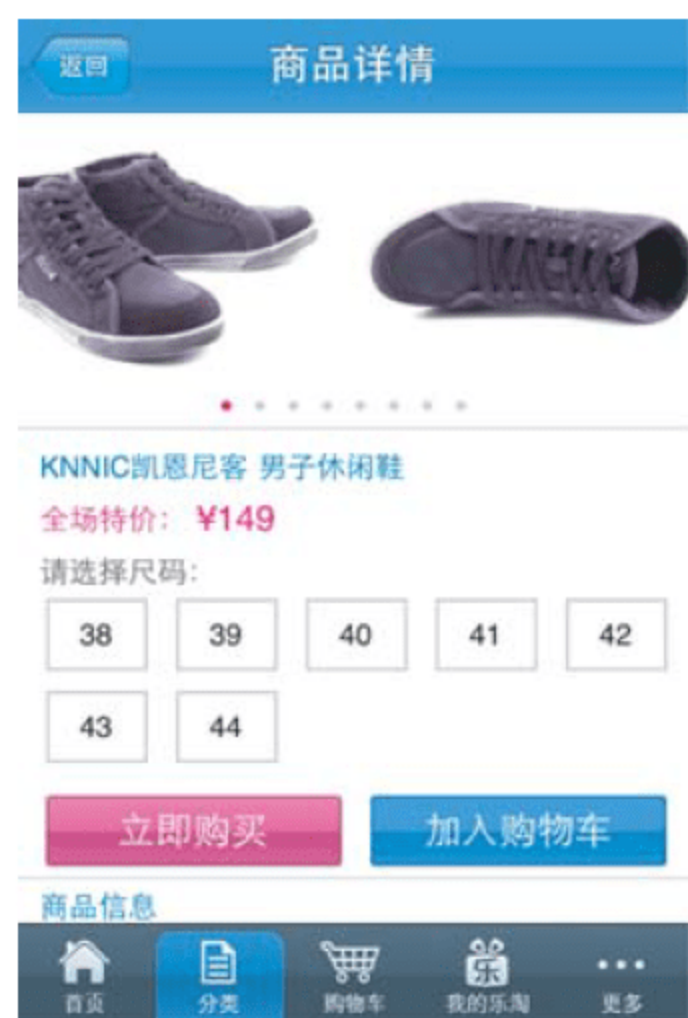 返回
商品详情
KNNIC凯恩尼客 男子休闲鞋
全场特价： ¥149
请选择尺码：
38 39 40 41 42
43 44
立即购买 加入购物车
商品信息
乐
首页 分类 购物车 我的乐淘 更多